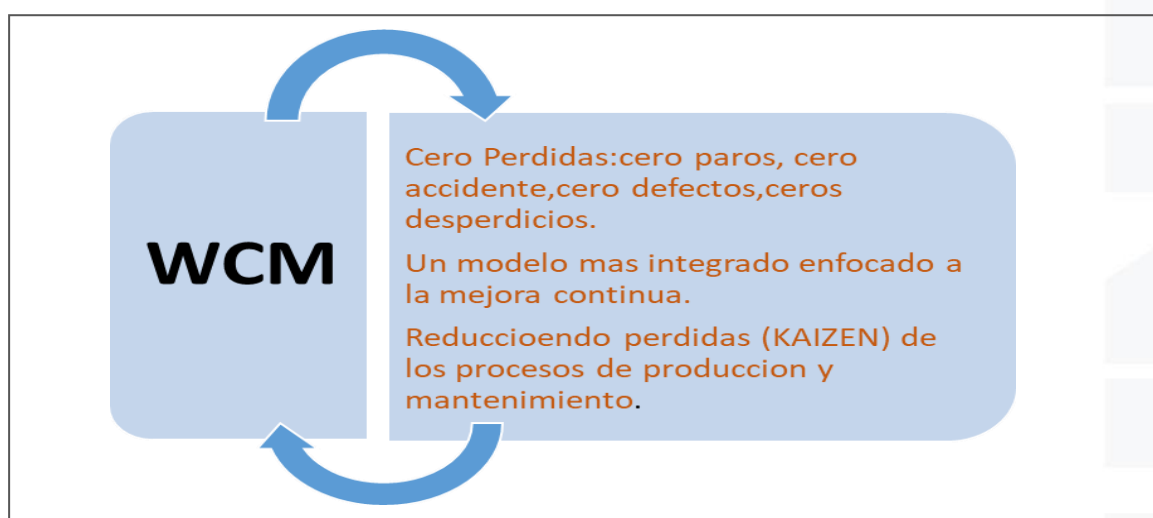 WCM
Cero Perdidas:cero paros, cero
accidente,cero defectos,ceros
desperdicios.
Un modelo mas integrado enfocado a
la mejora continua.
Reduccioendo perdidas (KAIZEN) de
los procesos de produccion y
mantenimiento.